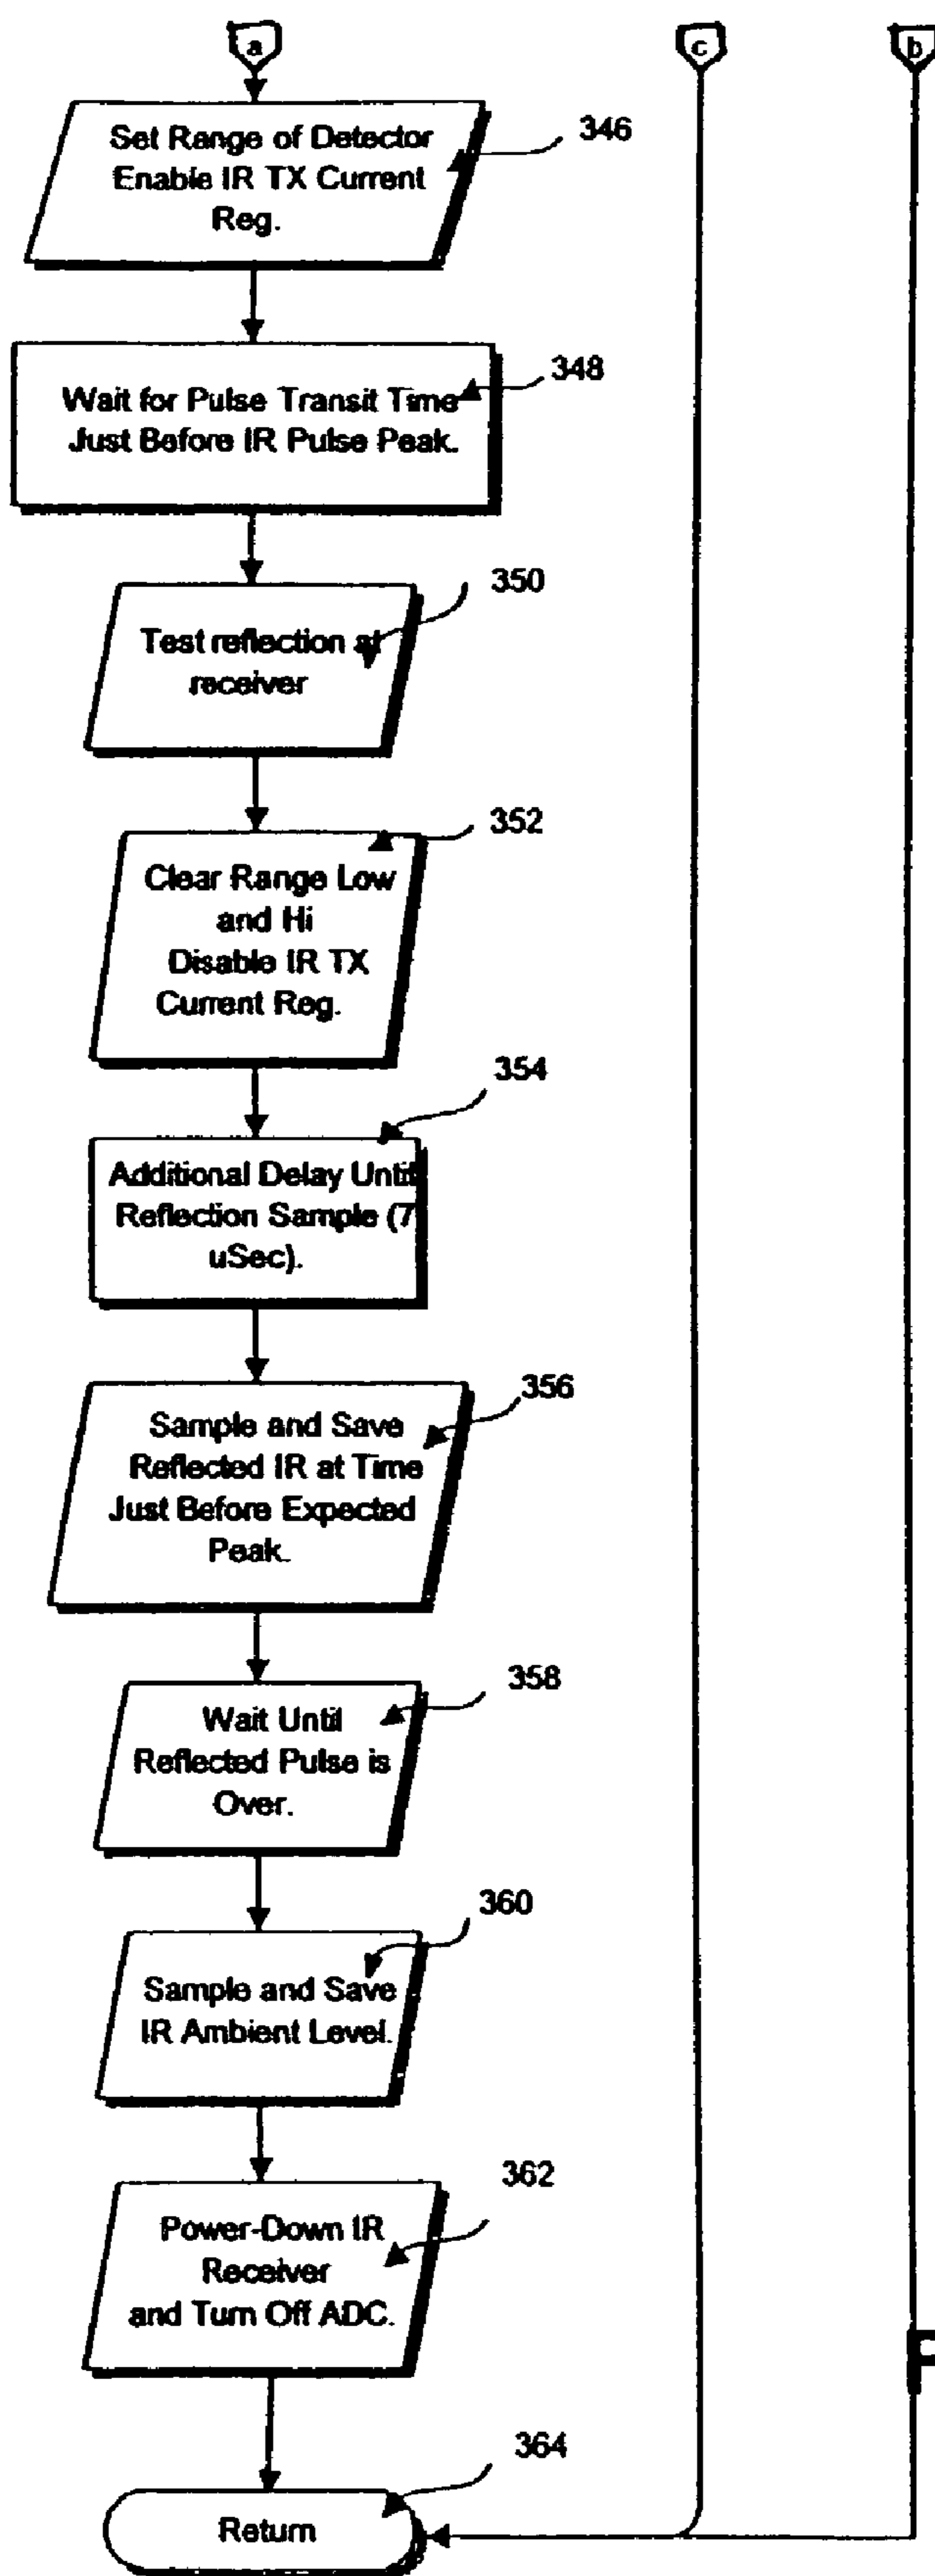 a
c
b
Set Range of Detector
Enable IR TX Current
Reg.
346
Wait for Pulse Transit Time
Just Before IR Pulse Peak.
348
Test reflection at
receiver
350
Clear Range Low
and Hi
Disable IR TX
Current Reg.
352
Additional Delay Until
Reflection Sample (7
uSec).
354
Sample and Save
Reflected IR at Time
Just Before Expected
Peak.
356
Wait Until
Reflected Pulse is
Over.
358
Sample and Save
IR Ambient Level.
360
Power-Down IR
Receiver
and Turn Off ADC.
362
Return
364